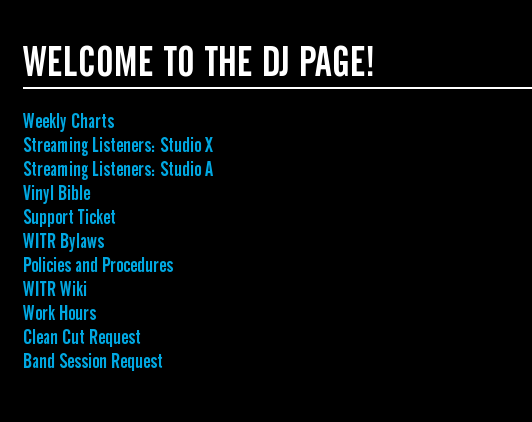 WELCOME TO THE DJ PAGE!
Weekly Charts
Streaming Listeners: Studio X
Streaming Listeners: Studio A
Vinyl Bible
Support Ticket
WITR Bylaws
Policies and Procedures
WITR Wiki
Work Hours
Clean Cut Request
Band Session Request